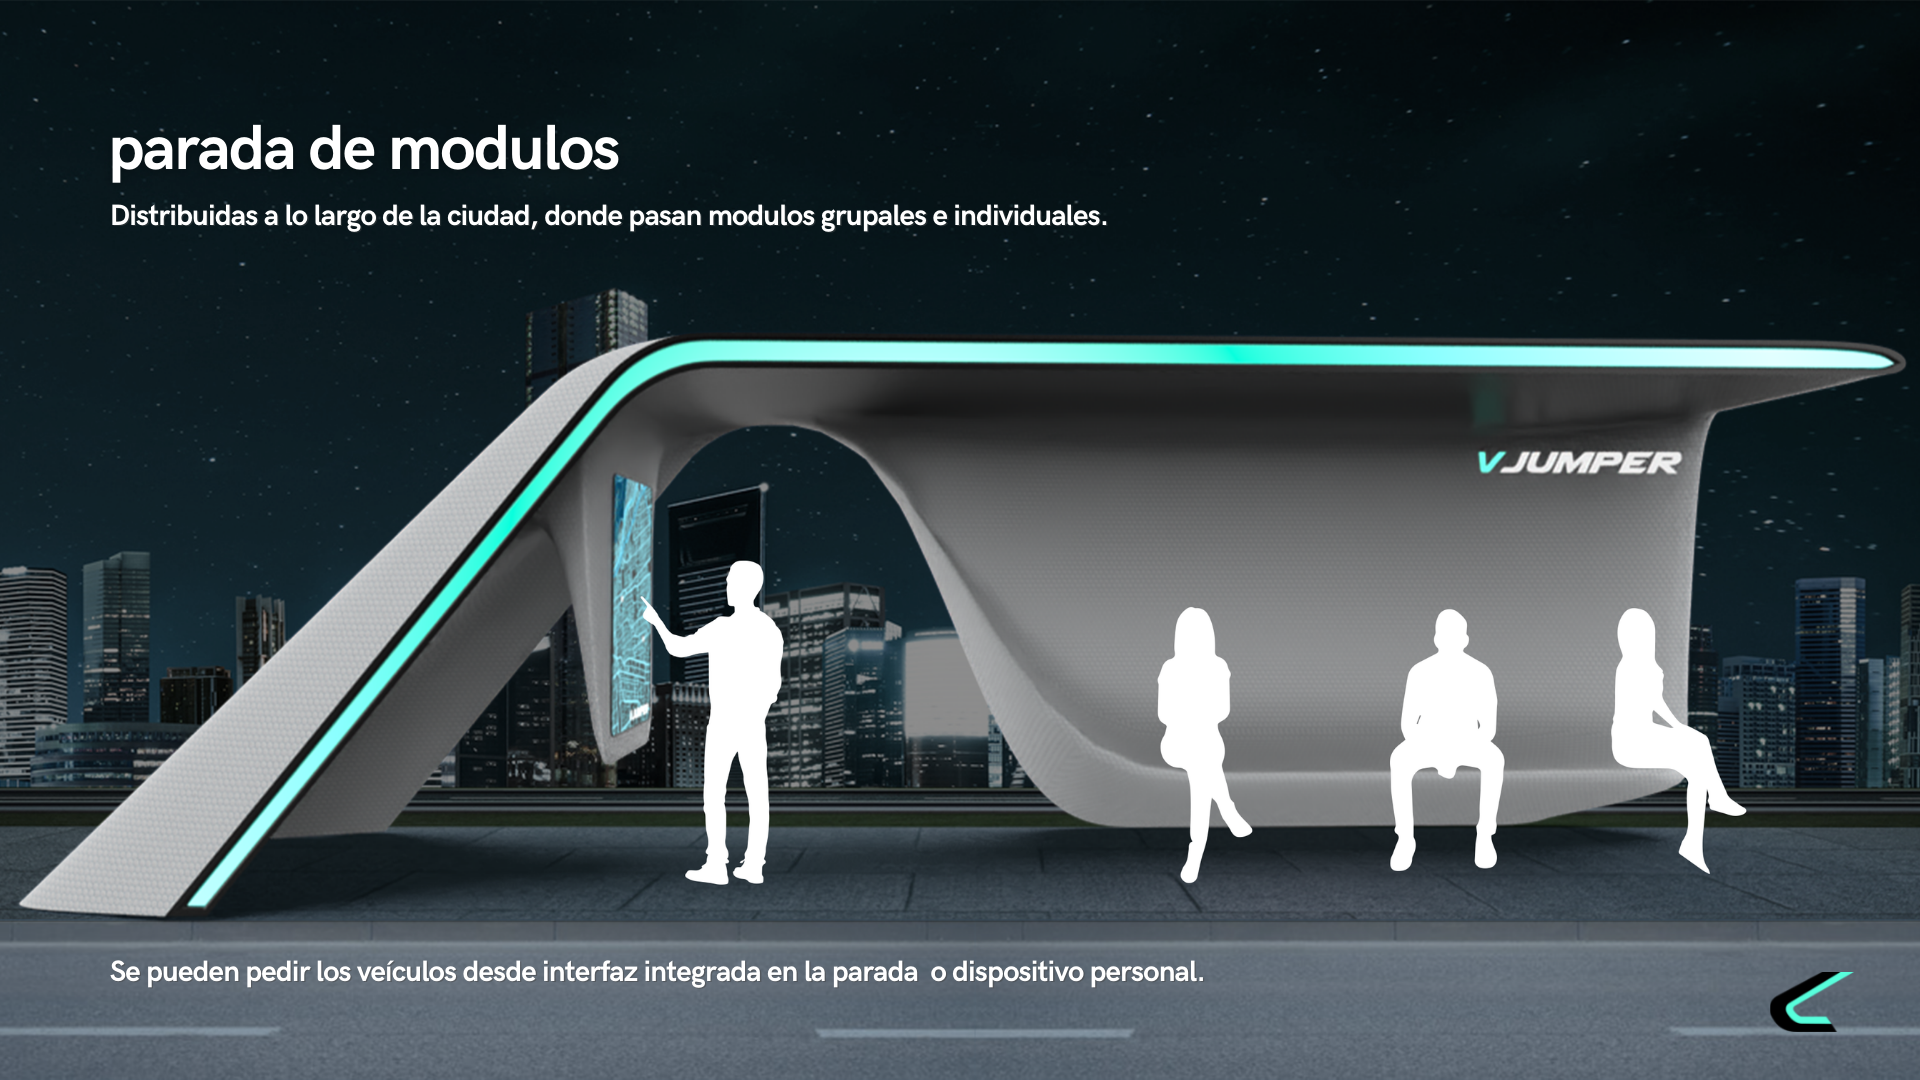 parada de modulos
Distribuidas a lo largo de la ciudad, donde pasan modulos grupales e individuales.
VJUMPER
Se pueden pedir los veículos desde interfaz integrada en la parada  o dispositivo personal.